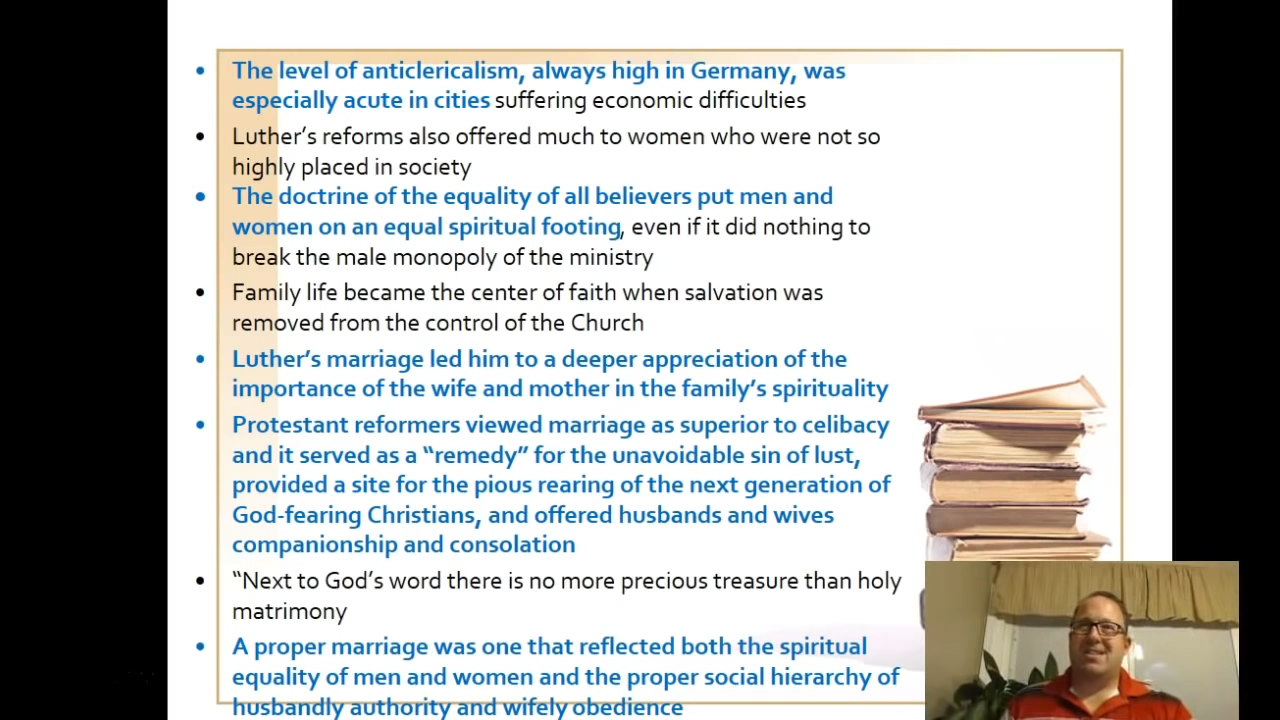 • The level of anticlericalism, always high in Germany, was
especially acute in cities suffering economic difficulties
• Luther's reforms also offered much to women who were not so
highly placed in society
• The doctrine of the equality of all believers put men and
women on an equal spiritual footing, even if it did nothing to
break the male monopoly of the ministry
• Family life became the center of faith when salvation was
removed from the control of the Church
• Luther's marriage led him to a deeper appreciation of the
importance of the wife and mother in the family's spirituality
• Protestant reformers viewed marriage as superior to celibacy
and it served as a “remedy” for the unavoidable sin of lust,
provided a site for the pious rearing of the next generation of
God-fearing Christians, and offered husbands and wives
companionship and consolation
• “Next to God's word there is no more precious treasure than holy
matrimony
• A proper marriage was one that reflected both the spiritual
equality of men and women and the proper social hierarchy of
husbandly authority and wifely obedience